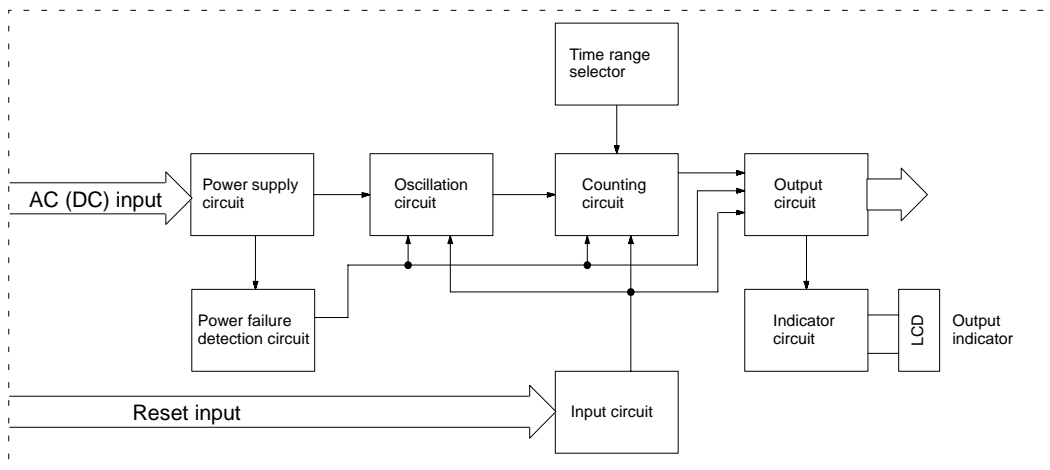 Time range
selector
AC (DC) input
Power supply
circuit
Oscillation
circuit
Counting
circuit
Output
circuit
Power failure
detection circuit
Indicator
circuit
LCD
Output
indicator
Reset input
Input circuit